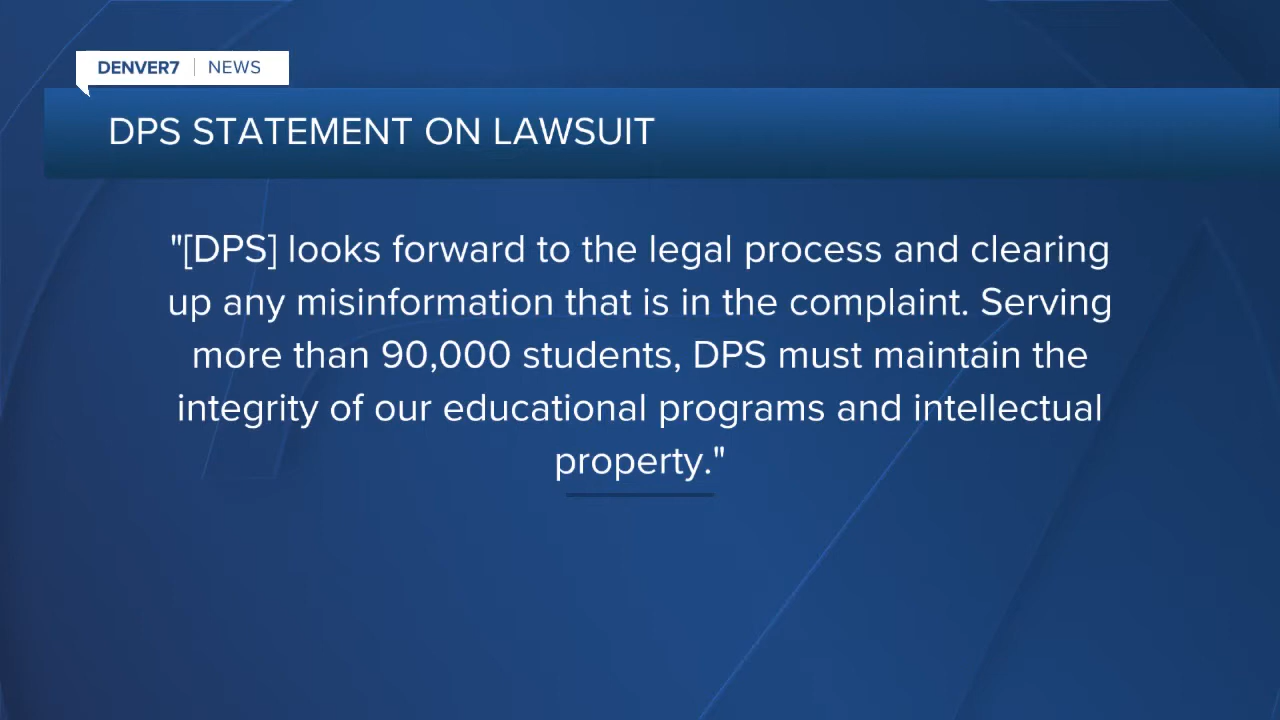 DENVER7 | NEWS
DPS STATEMENT ON LAWSUIT
"[DPS] looks forward to the legal process and clearing
up any misinformation that is in the complaint. Serving
more than 90,000 students, DPS must maintain the
integrity of our educational programs and intellectual
property."